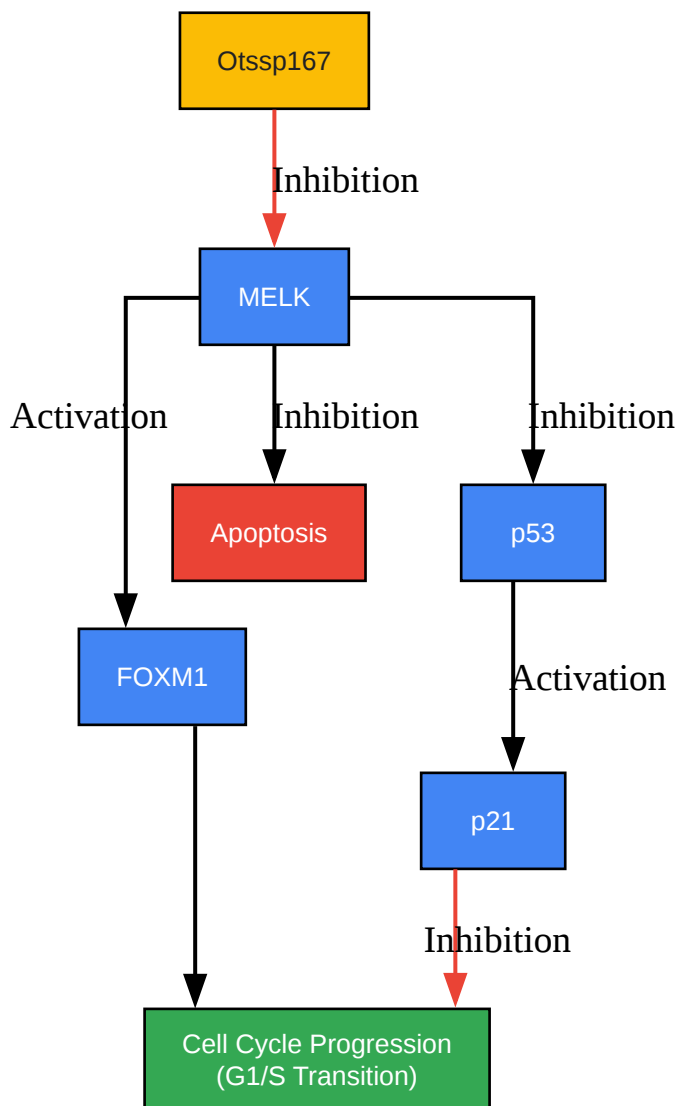 Otssp167
Inhibition
MELK
Activation
Inhibition
Inhibition
Apoptosis
p53
FOXM1
Activation
p21
Inhibition
Cell Cycle Progression
(G1/S Transition)